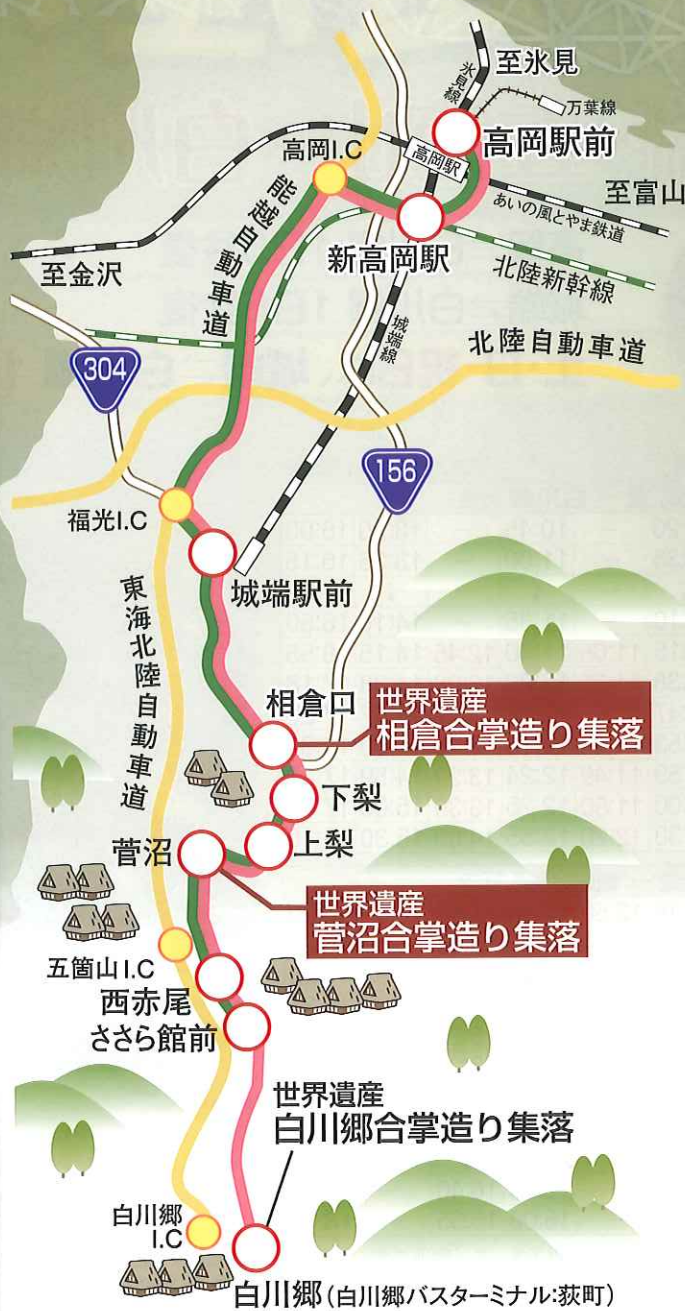 至氷見
氷見線
万葉線
高岡駅前
高岡駅
高岡I.C
至富山
あいの風とやま鉄道
新高岡駅
北陸新幹線
能越自動車道
至金沢
城端線
北陸自動車道
304
156
福光I.C
城端駅前
東海北陸自動車道
相倉口
世界遺産
相倉合掌造り集落
下梨
上梨
菅沼
世界遺産
菅沼合掌造り集落
五箇山I.C
西赤尾
ささら館前
世界遺産
白川郷合掌造り集落
白川郷
I.C
白川郷(白川郷バスターミナル:荻町)